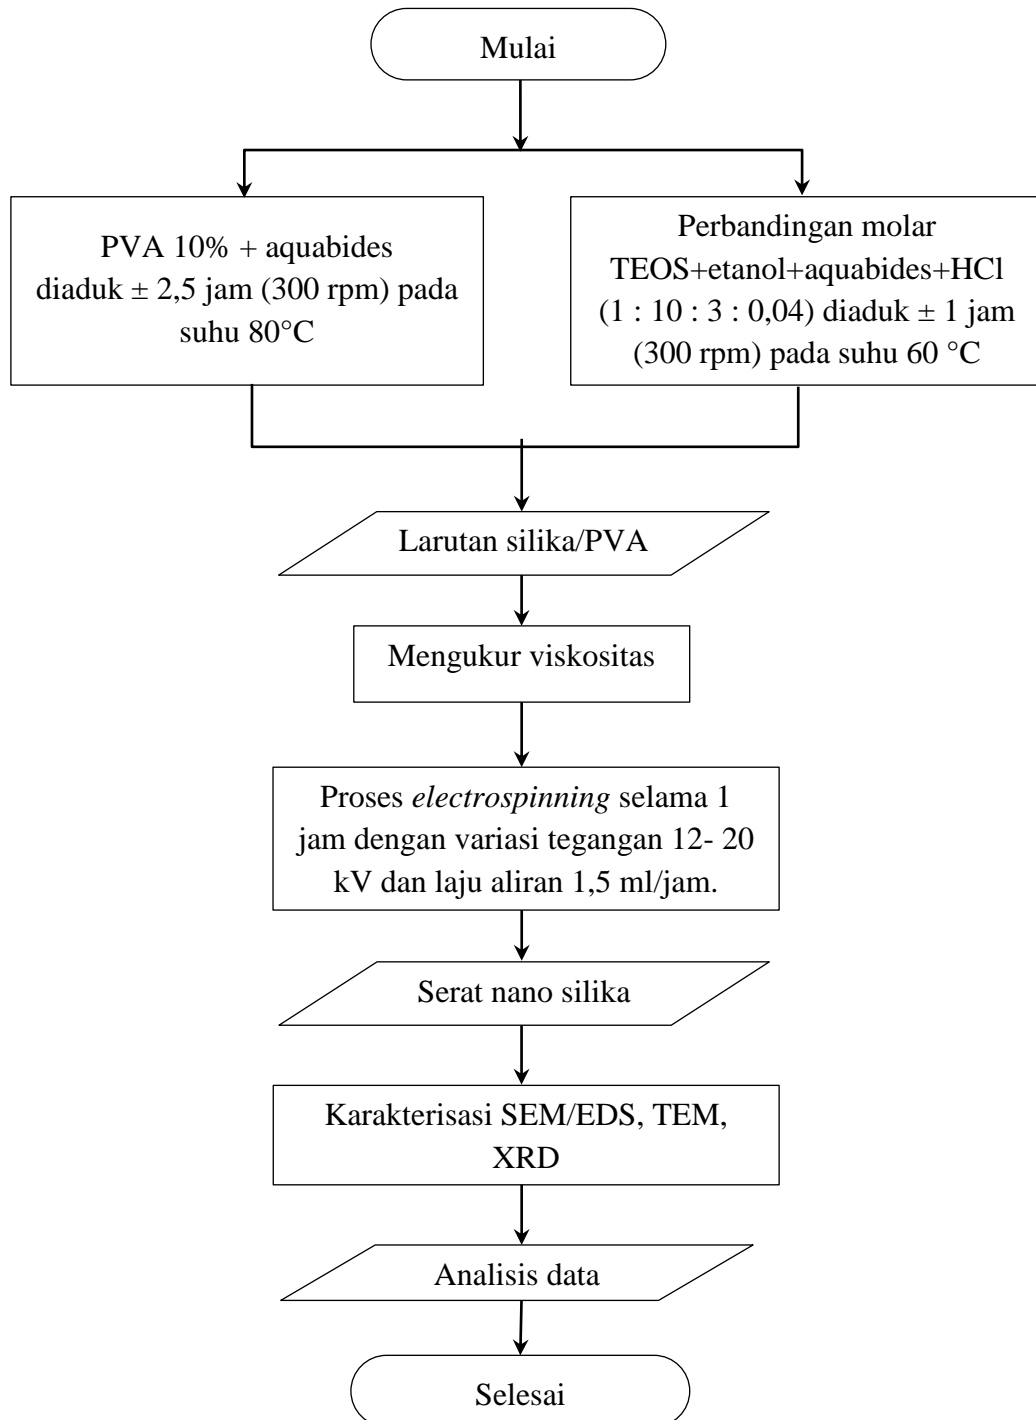 Mulai
PVA 10% + aquabides
diaduk ± 2,5 jam (300 rpm) pada
suhu 80°C
Perbandingan molar
TEOS+etanol+aquabides+HCl
(1 : 10 : 3 : 0,04) diaduk ± 1 jam
(300 rpm) pada suhu 60 °C
Larutan silika/PVA
Mengukur viskositas
Proses electrospinning selama 1
jam dengan variasi tegangan 12- 20
kV dan laju aliran 1,5 ml/jam.
Serat nano silika
Karakterisasi SEM/EDS, TEM,
XRD
Analisis data
Selesai